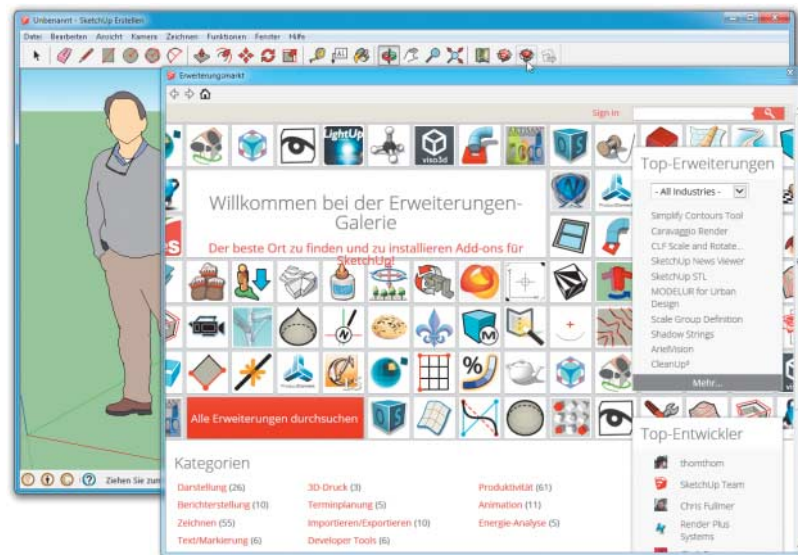 Unbenannt - SketchUp Erstellen
Datei Bearbeiten Ansicht Kamera Zeichnen Funktionen Fenster Hilfe
Erweiterungsmarkt
Sign In
LightUp
viso3d
ARTISAN
Willkommen bei der Erweiterungen-
Galerie
Der beste Ort zu finden und zu installieren Add-ons für
SketchUp!
Alle Erweiterungen durchsuchen
Top-Erweiterungen
- All Industries -
Simplify Contours Tool
Caravaggio Render
CLF Scale and Rotate...
SketchUp News Viewer
SketchUp STL
MODELUR for Urban
Design
Scale Group Definition
Shadow Strings
ArielVision
CleanUp³
Mehr...
Kategorien
Darstellung (26)
Berichterstellung (10)
Zeichnen (55)
Text/Markierung (6)
3D-Druck (3)
Terminplanung (5)
Importieren/Exportieren (10)
Developer Tools (6)
Produktivität (61)
Animation (11)
Energie-Analyse (5)
Top-Entwickler
thomthom
SketchUp Team
Chris Fullmer
Render Plus
Systems
Ziehen Sie zum